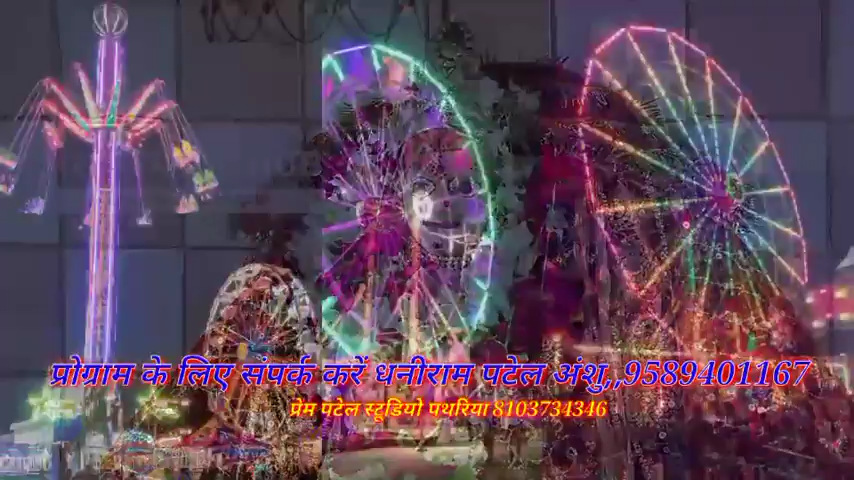 प्रोग्राम के लिए संपर्क करें धनीराम पटेल अंशु,,9589401167
प्रेम पटेल स्टूडियो पथरिया 8103734346